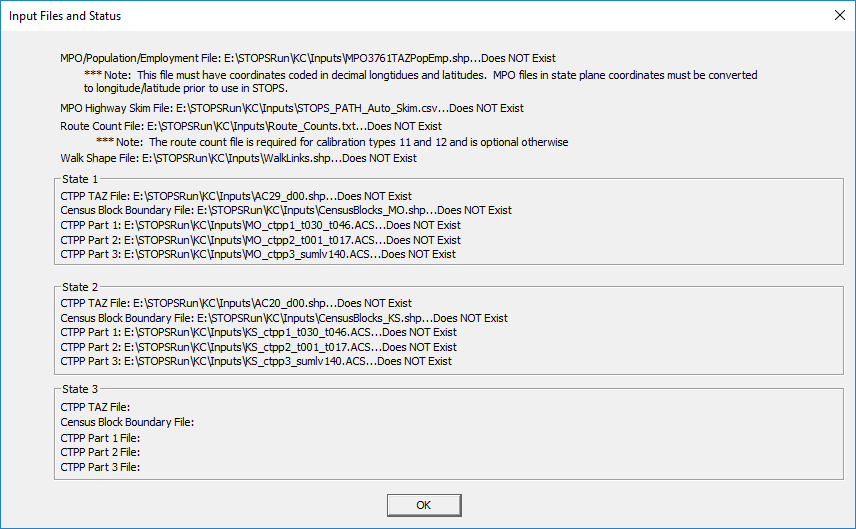 Input Files and Status
MPO/Population/Employment File: E:\STOPSRun\KC\Inputs\MPO3761TAZPopEmp.shp...Does NOT Exist
*** Note:  This file must have coordinates coded in decimal longtidues and latitudes.  MPO files in state plane coordinates must be converted
to longitude/latitude prior to use in STOPS.
MPO Highway Skim File: E:\STOPSRun\KC\Inputs\STOPS_PATH_Auto_Skim.csv...Does NOT Exist
Route Count File: E:\STOPSRun\KC\Inputs\Route_Counts.txt...Does NOT Exist
*** Note:  The route count file is required for calibration types 11 and 12 and is optional otherwise
Walk Shape File: E:\STOPSRun\KC\Inputs\WalkLinks.shp...Does NOT Exist
State 1
CTPP TAZ File: E:\STOPSRun\KC\Inputs\AC29_d00.shp...Does NOT Exist
Census Block Boundary File: E:\STOPSRun\KC\Inputs\CensusBlocks_MO.shp...Does NOT Exist
CTPP Part 1: E:\STOPSRun\KC\Inputs\MO_ctpp1_t030_t046.ACS...Does NOT Exist
CTPP Part 2: E:\STOPSRun\KC\Inputs\MO_ctpp2_t001_t017.ACS...Does NOT Exist
CTPP Part 3: E:\STOPSRun\KC\Inputs\MO_ctpp3_sumlv140.ACS...Does NOT Exist
State 2
CTPP TAZ File: E:\STOPSRun\KC\Inputs\AC20_d00.shp...Does NOT Exist
Census Block Boundary File: E:\STOPSRun\KC\Inputs\CensusBlocks_KS.shp...Does NOT Exist
CTPP Part 1: E:\STOPSRun\KC\Inputs\KS_ctpp1_t030_t046.ACS...Does NOT Exist
CTPP Part 2: E:\STOPSRun\KC\Inputs\KS_ctpp2_t001_t017.ACS...Does NOT Exist
CTPP Part 3: E:\STOPSRun\KC\Inputs\KS_ctpp3_sumlv140.ACS...Does NOT Exist
State 3
CTPP TAZ File:
Census Block Boundary File:
CTPP Part 1 File:
CTPP Part 2 File:
CTPP Part 3 File:
OK